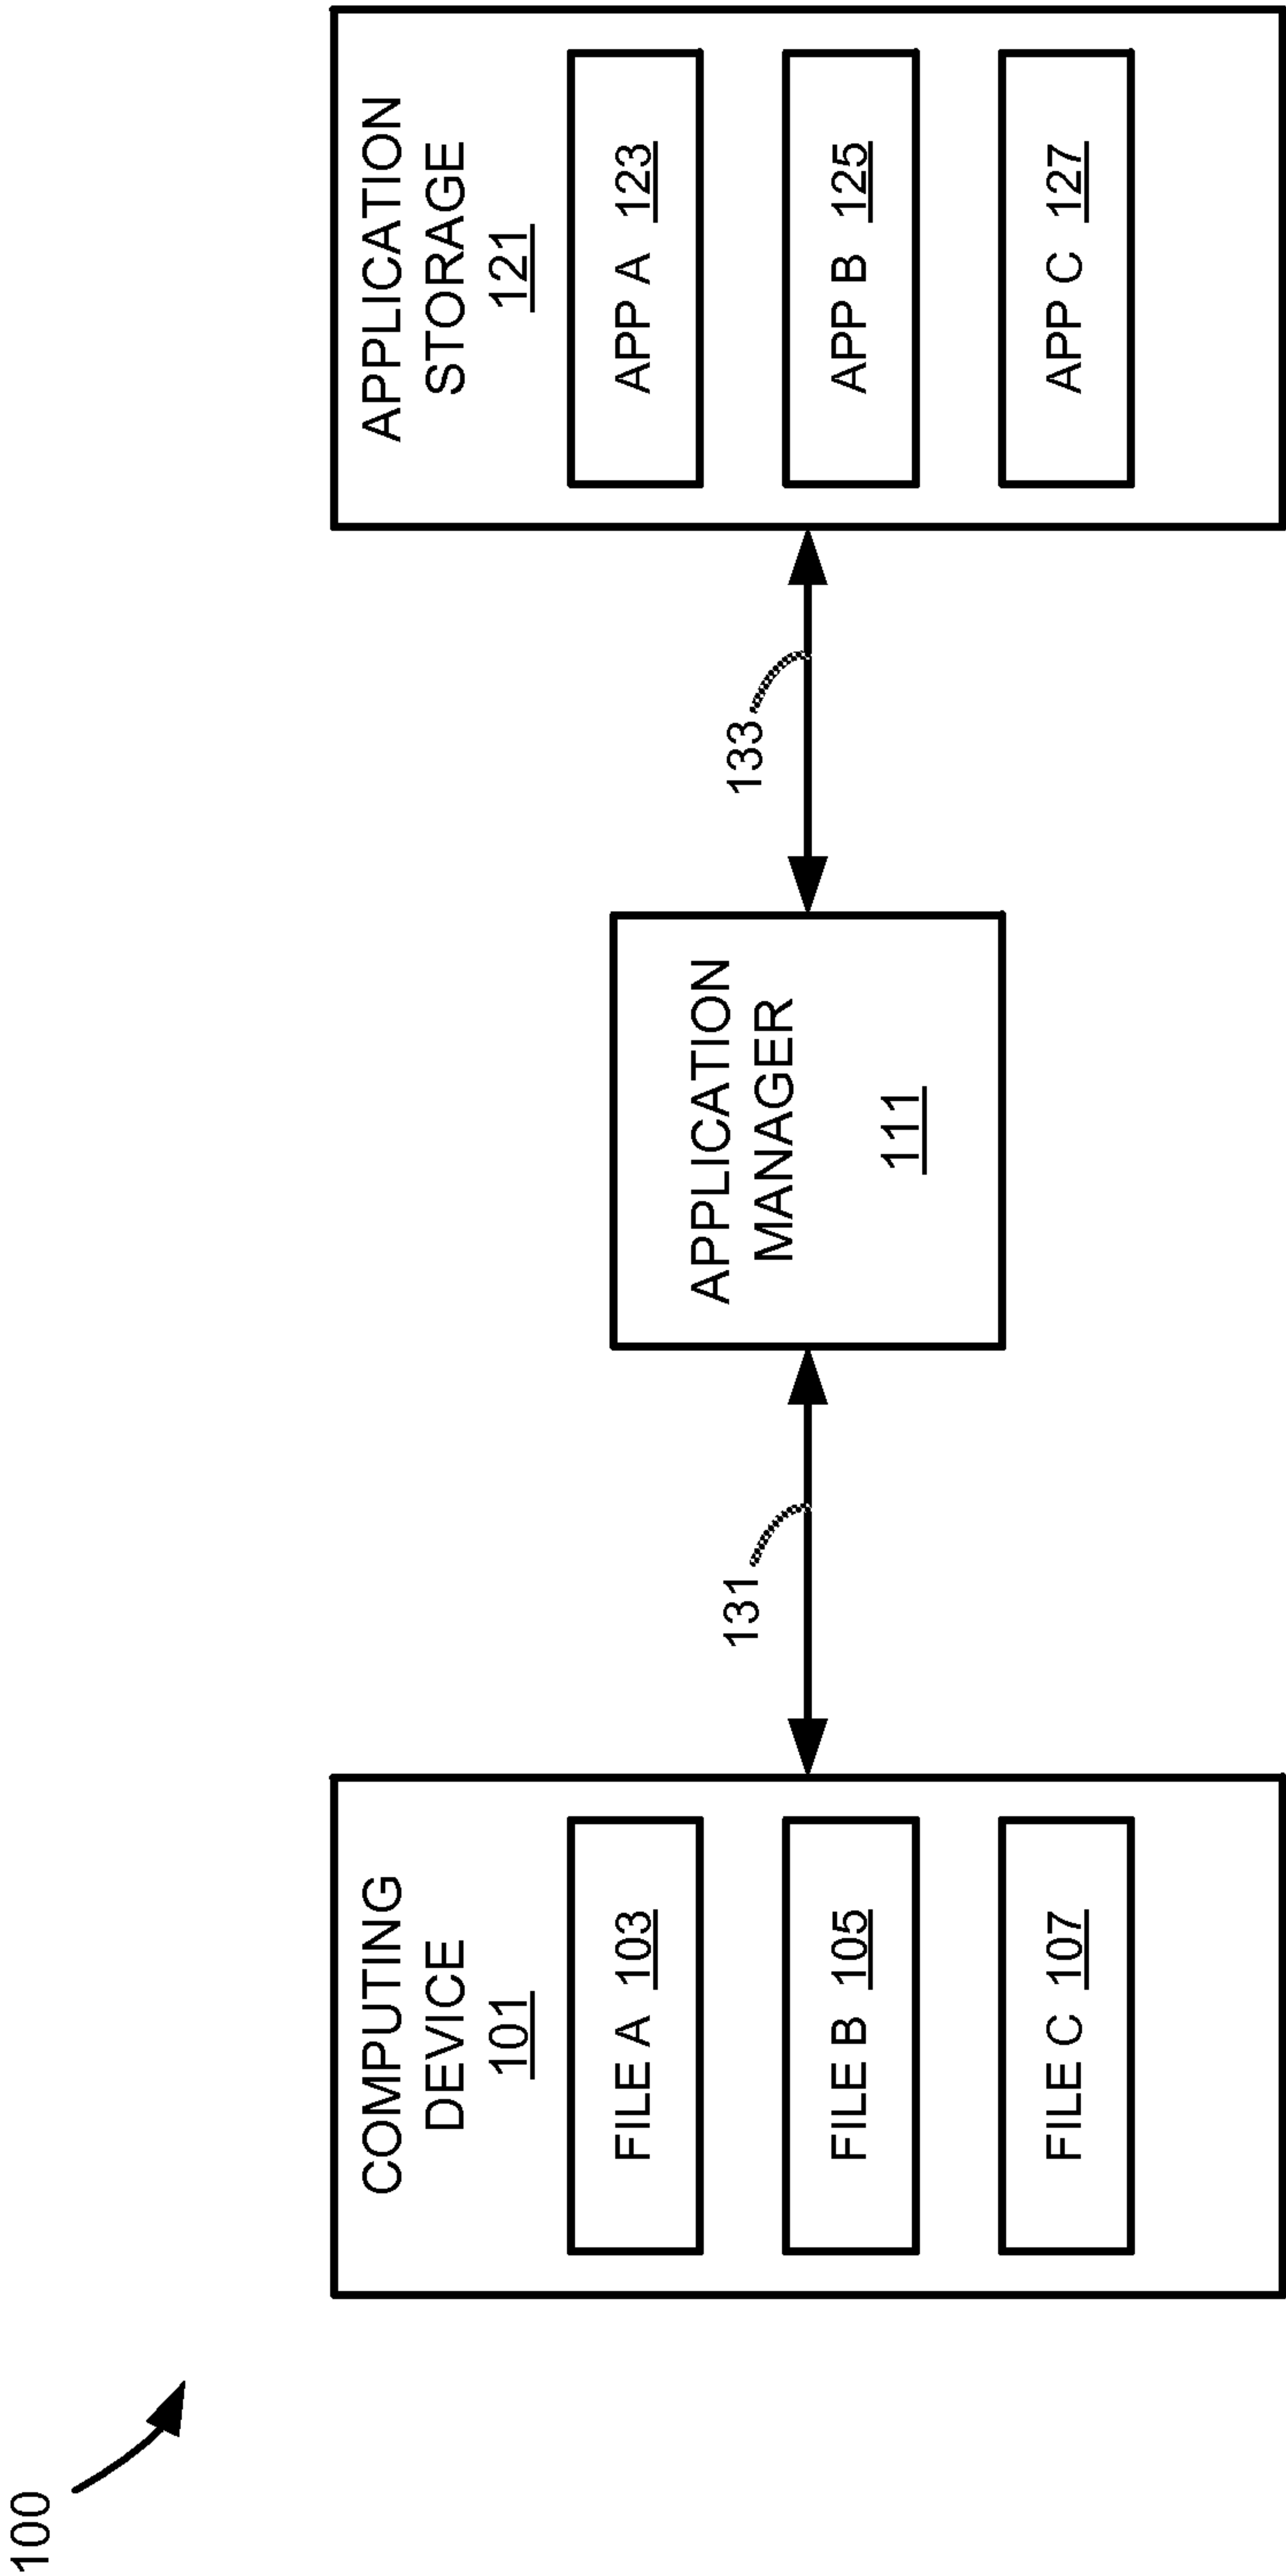 100
COMPUTING
DEVICE
101
FILE A 103
FILE B 105
FILE C 107
131
APPLICATION
MANAGER
111
133
APPLICATION
STORAGE
121
APP A 123
APP B 125
APP C 127